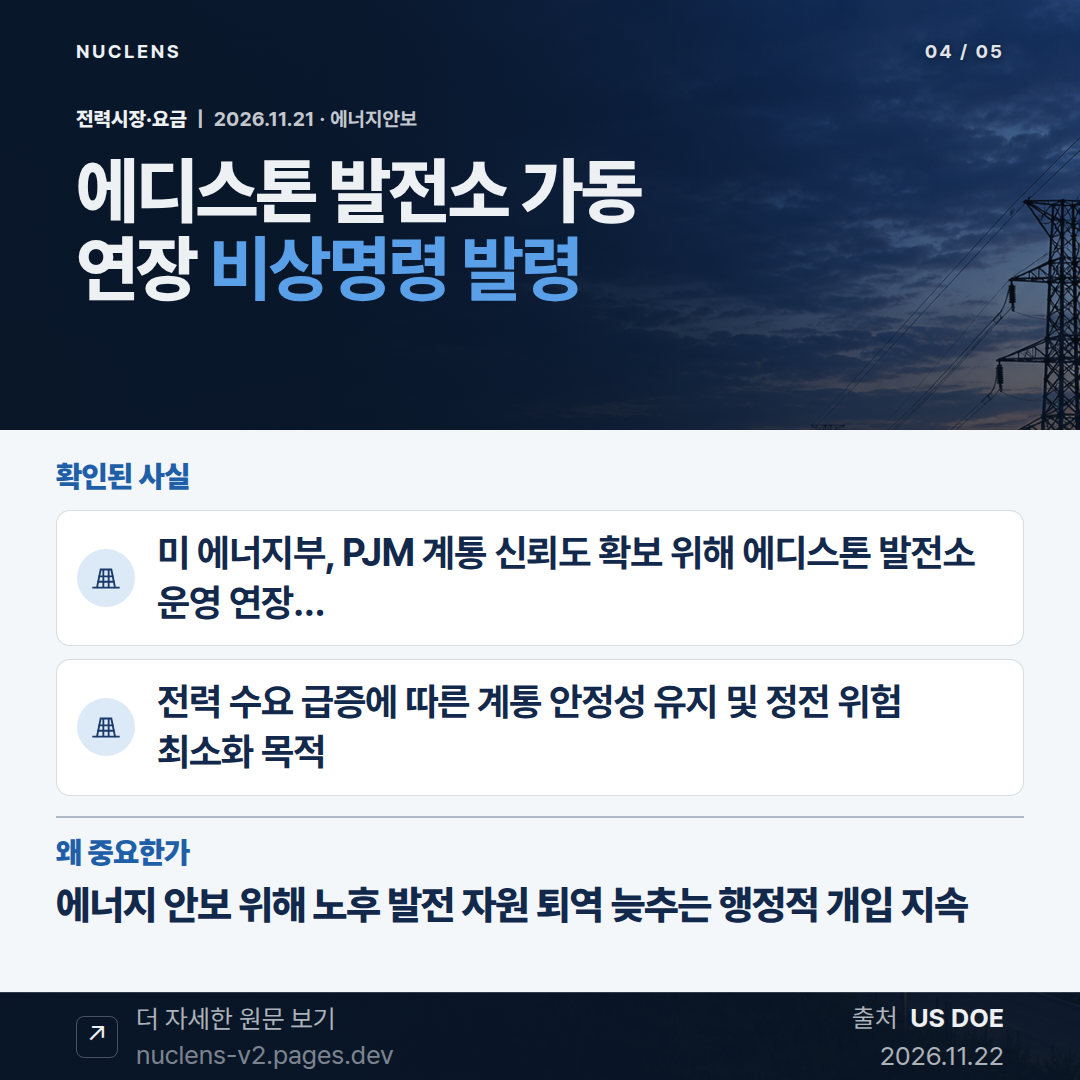 NUCLENS
04 / 05
전력시장·요금 | 2026.11.21 · 에너지안보
에디스톤 발전소 가동
연장 비상명령 발령
확인된 사실
미 에너지부, PJM 계통 신뢰도 확보 위해 에디스톤 발전소
운영 연장...
전력 수요 급증에 따른 계통 안정성 유지 및 정전 위험
최소화 목적
왜 중요한가
에너지 안보 위해 노후 발전 자원 퇴역 늦추는 행정적 개입 지속
더 자세한 원문 보기
nuclens-v2.pages.dev
출처 US DOE
2026.11.22